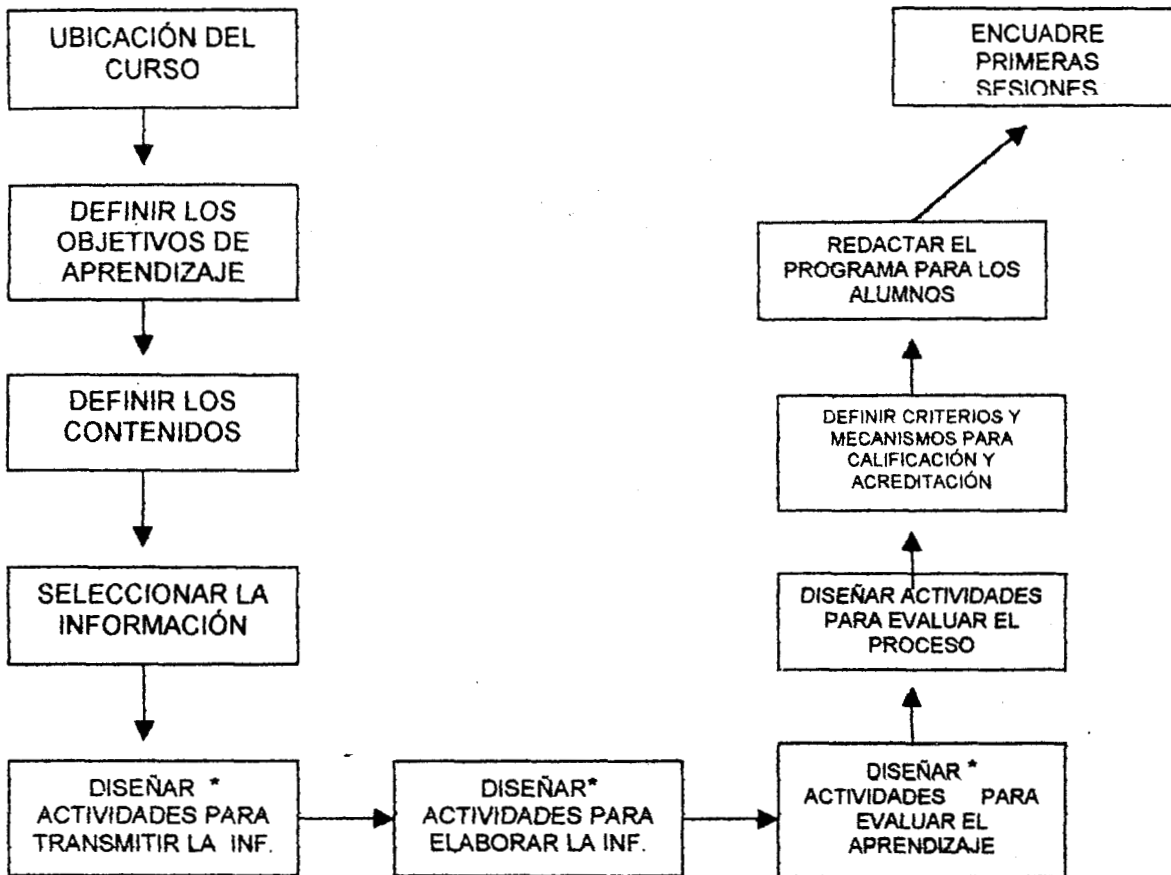 UBICACIÓN DEL
CURSO
DEFINIR LOS
OBJETIVOS DE
APRENDIZAJE
DEFINIR LOS
CONTENIDOS
SELECCIONAR LA
INFORMACIÓN
DISEÑAR *
ACTIVIDADES PARA
TRANSMITIR LA INF.
DISEÑAR*
ACTIVIDADES PARA
ELABORAR LA INF.
DISEÑAR *
ACTIVIDADES PARA
EVALUAR EL
APRENDIZAJE
DISEÑAR ACTIVIDADES
PARA EVALUAR EL
PROCESO
DEFINIR CRITERIOS Y
MECANISMOS PARA
CALIFICACIÓN Y
ACREDITACIÓN
REDACTAR EL
PROGRAMA PARA LOS
ALUMNOS
ENCUADRE
PRIMERAS
SESIONES